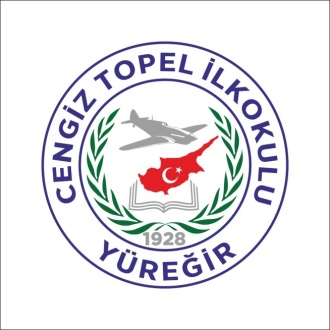 CENGİZ TOPEL İLKOKULU
1928
YÜREĞİR